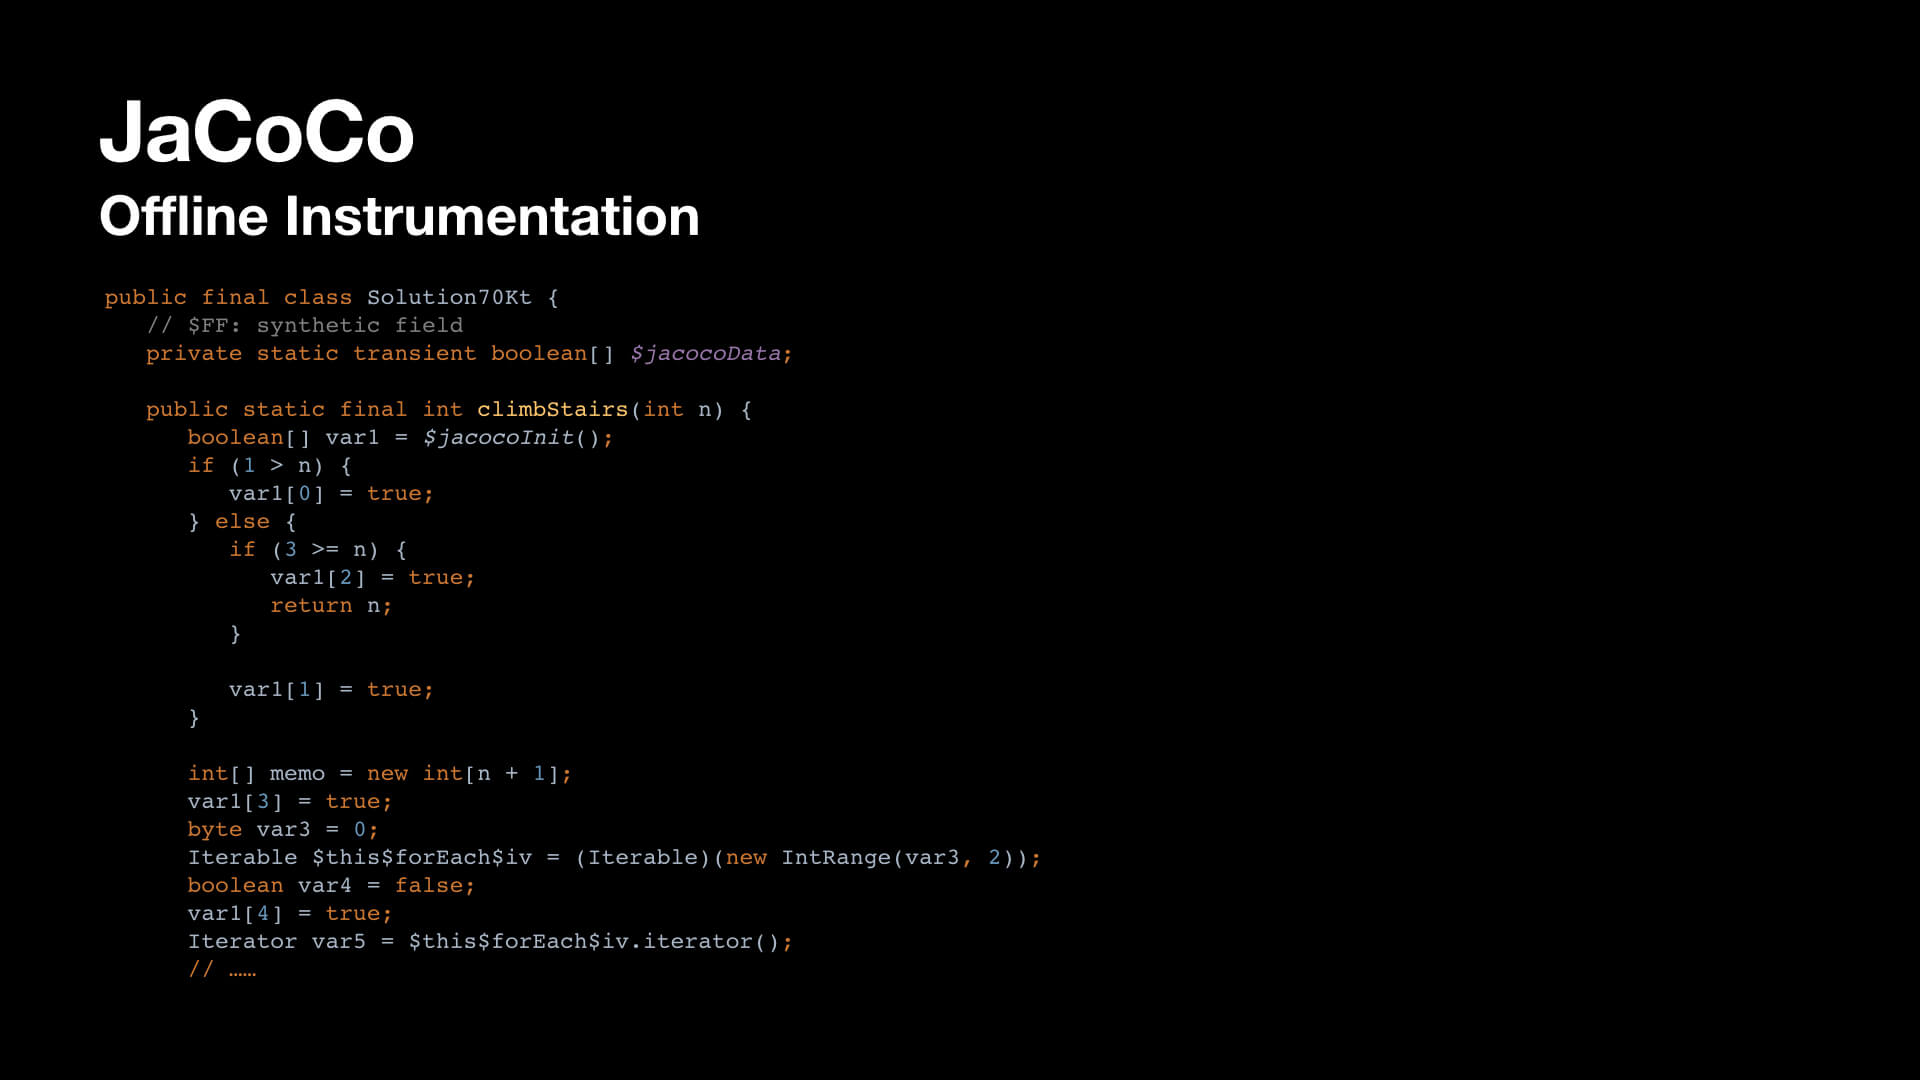 JaCoCo
Offline Instrumentation
public final class Solution70Kt {
   // $FF: synthetic field
   private static transient boolean[] $jacocoData;

   public static final int climbStairs(int n) {
      boolean[] var1 = $jacocoInit();
      if (1 > n) {
         var1[0] = true;
      } else {
         if (3 >= n) {
            var1[2] = true;
            return n;
         }

         var1[1] = true;
      }

      int[] memo = new int[n + 1];
      var1[3] = true;
      byte var3 = 0;
      Iterable $this$forEach$iv = (Iterable)(new IntRange(var3, 2));
      boolean var4 = false;
      var1[4] = true;
      Iterator var5 = $this$forEach$iv.iterator();
      // ……